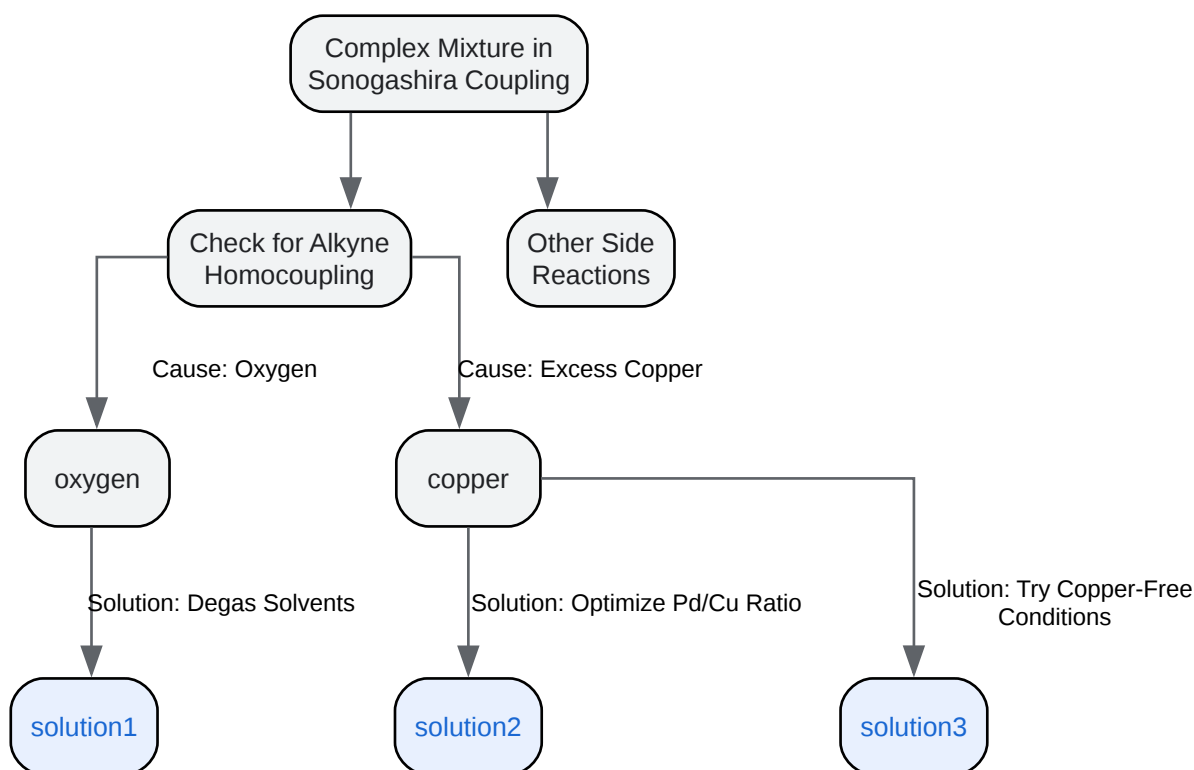 Complex Mixture in
Sonogashira Coupling
Check for Alkyne
Homocoupling
Other Side
Reactions
Cause: Oxygen
Cause: Excess Copper
oxygen
copper
Solution: Degas Solvents
Solution: Optimize Pd/Cu Ratio
Solution: Try Copper-Free
Conditions
solution1
solution2
solution3